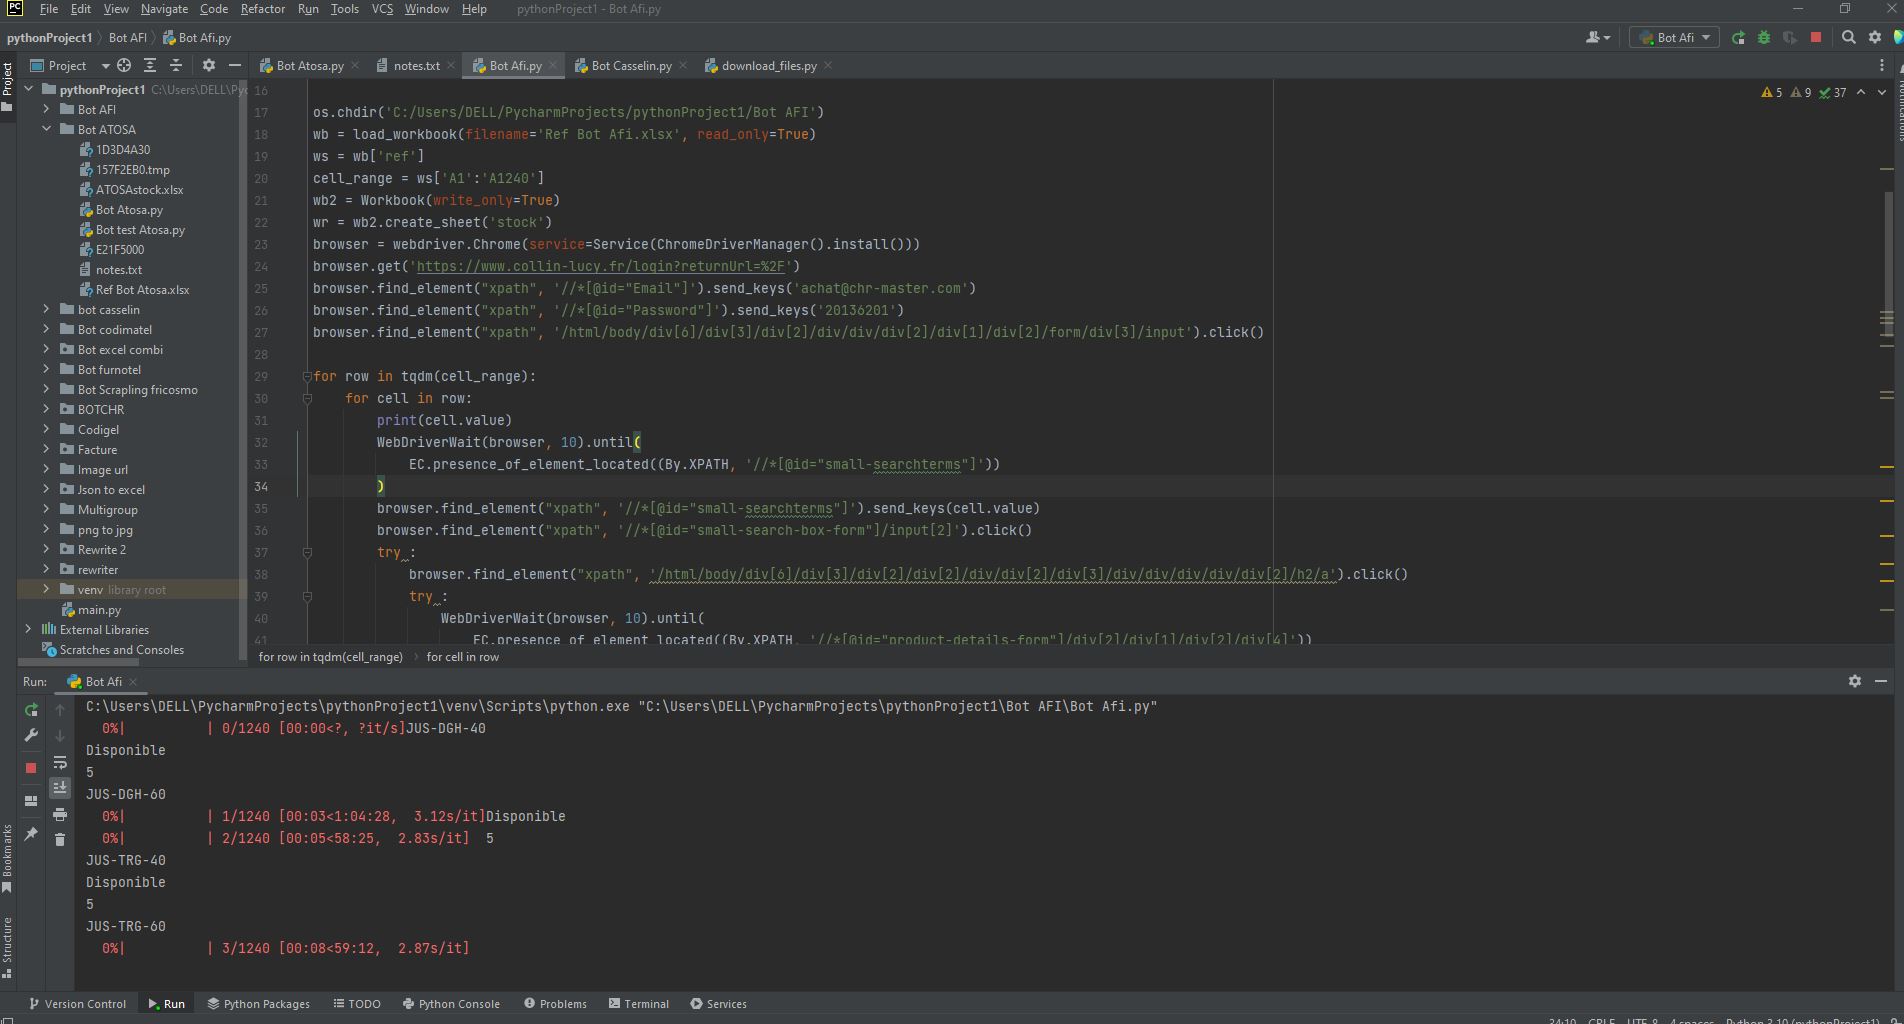 File Edit View Navigate Code Refactor Run Tools VCS Window Help pythonProject1 - Bot Afi.py
pythonProject1 Bot AFI Bot Afi.py Bot Afi
Project Bot Atosa.py notes.txt Bot Afi.py Bot Casselin.py download_files.py
Project
pythonProject1 C:\Users\DELL\Pyc
Bot AFI
Bot ATOSA
1D3D4A30
157F2EB0.tmp
ATOSAstock.xlsx
Bot Atosa.py
Bot test Atosa.py
E21F5000
notes.txt
Ref Bot Atosa.xlsx
bot casselin
Bot codimatel
Bot excel combi
Bot furnotel
Bot Scrapling fricosmo
BOTCHR
Codigel
Facture
Image url
Json to excel
Multigroup
png to jpg
Rewrite 2
rewriter
venv library root
main.py
External Libraries
Scratches and Consoles
5 9 37
Notifications
16
17 os.chdir('C:/Users/DELL/PycharmProjects/pythonProject1/Bot AFI')
18 wb = load_workbook(filename='Ref Bot Afi.xlsx', read_only=True)
19 ws = wb['ref']
20 cell_range = ws['A1':'A1240']
21 wb2 = Workbook(write_only=True)
22 wr = wb2.create_sheet('stock')
23 browser = webdriver.Chrome(service=Service(ChromeDriverManager().install()))
24 browser.get('https://www.collin-lucy.fr/login?returnUrl=%2F')
25 browser.find_element("xpath", '//*[@id="Email"]').send_keys('achat@chr-master.com')
26 browser.find_element("xpath", '//*[@id="Password"]').send_keys('20136201')
27 browser.find_element("xpath", '/html/body/div[6]/div[3]/div[2]/div/div/div[2]/div[1]/div[2]/form/div[3]/input').click()
28
29 for row in tqdm(cell_range):
30 for cell in row:
31 print(cell.value)
32 WebDriverWait(browser, 10).until(
33 EC.presence_of_element_located((By.XPATH, '//*[@id="small-searchterms"]'))
34 )
35 browser.find_element("xpath", '//*[@id="small-searchterms"]').send_keys(cell.value)
36 browser.find_element("xpath", '//*[@id="small-search-box-form"]/input[2]').click()
37 try :
38 browser.find_element("xpath", '/html/body/div[6]/div[3]/div[2]/div[2]/div/div[2]/div[3]/div/div/div/div/div[2]/h2/a').click()
39 try :
40 WebDriverWait(browser, 10).until(
41 EC.presence_of_element_located((By.XPATH, '//*[@id="product-details-form"]/div[2]/div[1]/div[2]/div[4]'))
for row in tqdm(cell_range) for cell in row
Run: Bot Afi
C:\Users\DELL\PycharmProjects\pythonProject1\venv\Scripts\python.exe "C:\Users\DELL\PycharmProjects\pythonProject1\Bot AFI\Bot Afi.py"
0%| | 0/1240 [00:00<?, ?it/s]JUS-DGH-40
Disponible
5
JUS-DGH-60
0%| | 1/1240 [00:03<1:04:28, 3.12s/it]Disponible
0%| | 2/1240 [00:05<58:25, 2.83s/it] 5
JUS-TRG-40
Disponible
5
JUS-TRG-60
0%| | 3/1240 [00:08<59:12, 2.87s/it]
Bookmarks
Structure
Version Control Run Python Packages TODO Python Console Problems Terminal Services
34:10 CRLF UTF-8 4 spaces Python 3.10 (pythonProject1)